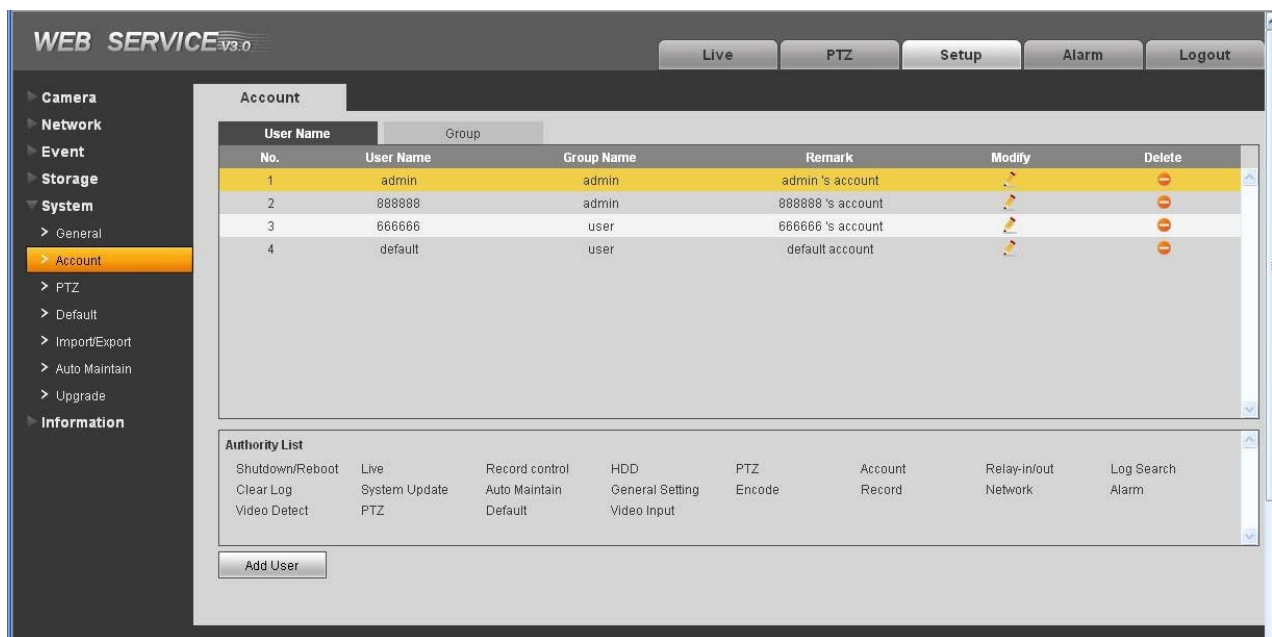 WEB SERVICE V3.0
Live PTZ Setup Alarm Logout
Camera
Network
Event
Storage
System
> General
> Account
> PTZ
> Default
> Import/Export
> Auto Maintain
> Upgrade
Information
Account
User Name Group
No. User Name Group Name Remark Modify Delete
1 admin admin admin 's account
2 888888 admin 888888 's account
3 666666 user 666666 's account
4 default user default account
Authority List
Shutdown/Reboot Live Record control HDD PTZ Account Relay-in/out Log Search
Clear Log System Update Auto Maintain General Setting Encode Record Network Alarm
Video Detect PTZ Default Video Input
Add User